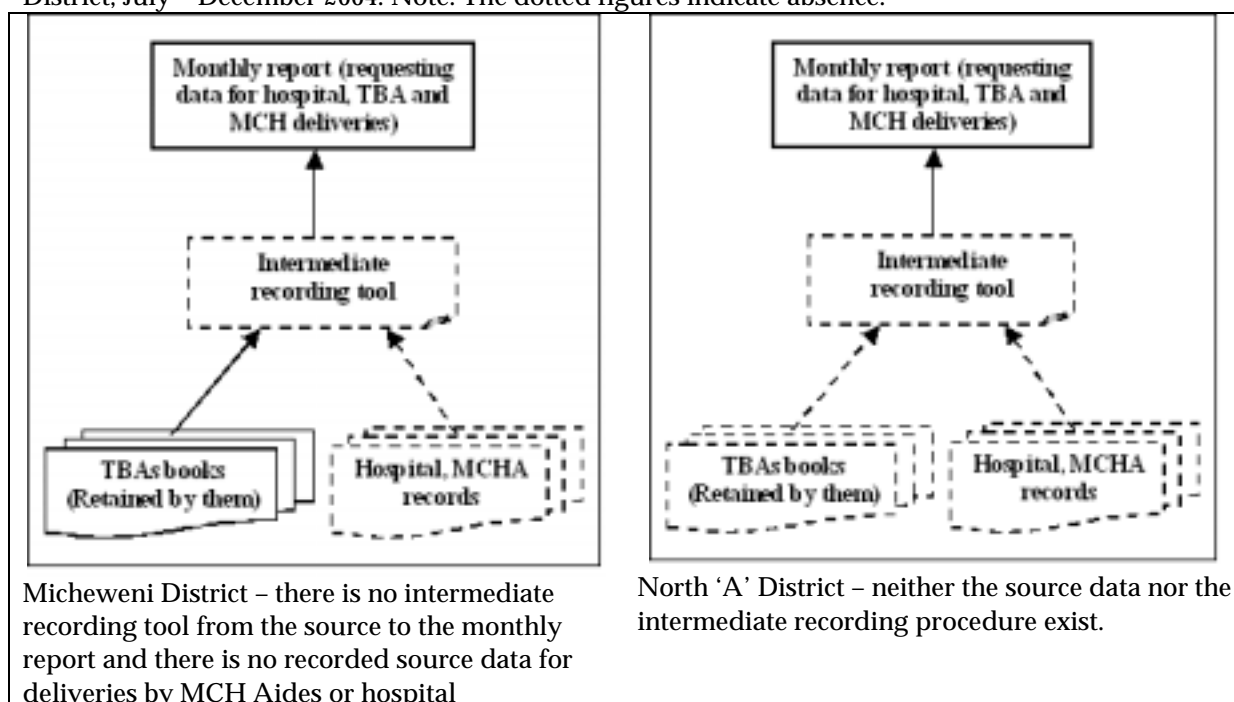 District, July – December 2004. Note: The dotted figures indicate absence.
Monthly report (requesting
data for hospital, TBA and
MCH deliveries)
Intermediate
recording tool
TBAs books
(Retained by them)
Hospital, MCHA
records
Micheweni District – there is no intermediate
recording tool from the source to the monthly
report and there is no recorded source data for
deliveries by MCH Aides or hospital
Monthly report (requesting
data for hospital, TBA and
MCH deliveries)
Intermediate
recording tool
TBAs books
(Retained by them)
Hospital, MCHA
records
North ‘A’ District – neither the source data nor the
intermediate recording procedure exist.